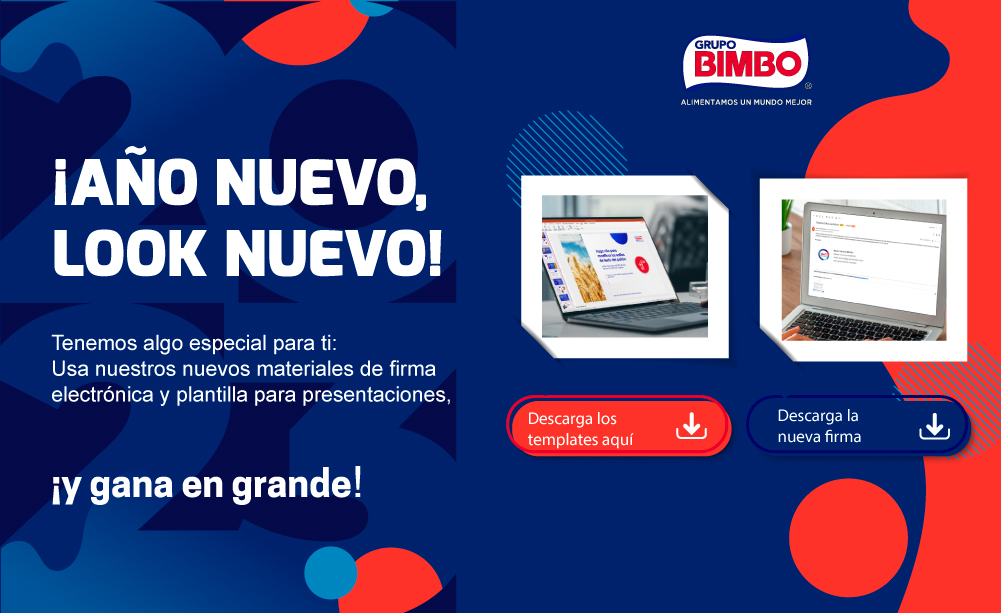 GRUPO
BIMBO
®
ALIMENTAMOS UN MUNDO MEJOR
¡AÑO NUEVO,
LOOK NUEVO!
Tenemos algo especial para ti:
Usa nuestros nuevos materiales de firma
electrónica y plantilla para presentaciones,
¡y gana en grande!
Descarga los
templates aquí
Descarga la
nueva firma